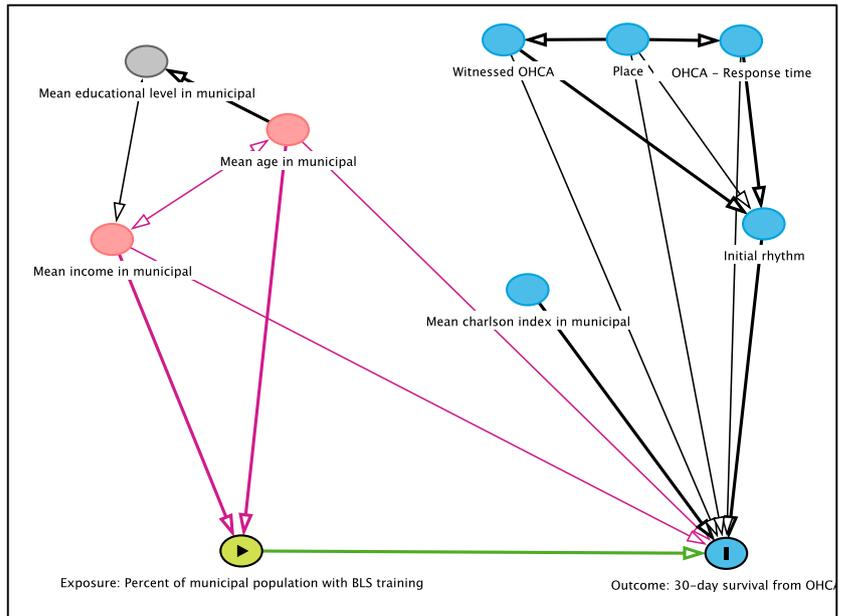 Witnessed OHCA
Place
OHCA - Response time
Mean educational level in municipal
Mean age in municipal
Initial rhythm
Mean income in municipal
Mean charlson index in municipal
Exposure: Percent of municipal population with BLS training
Outcome: 30-day survival from OHCA